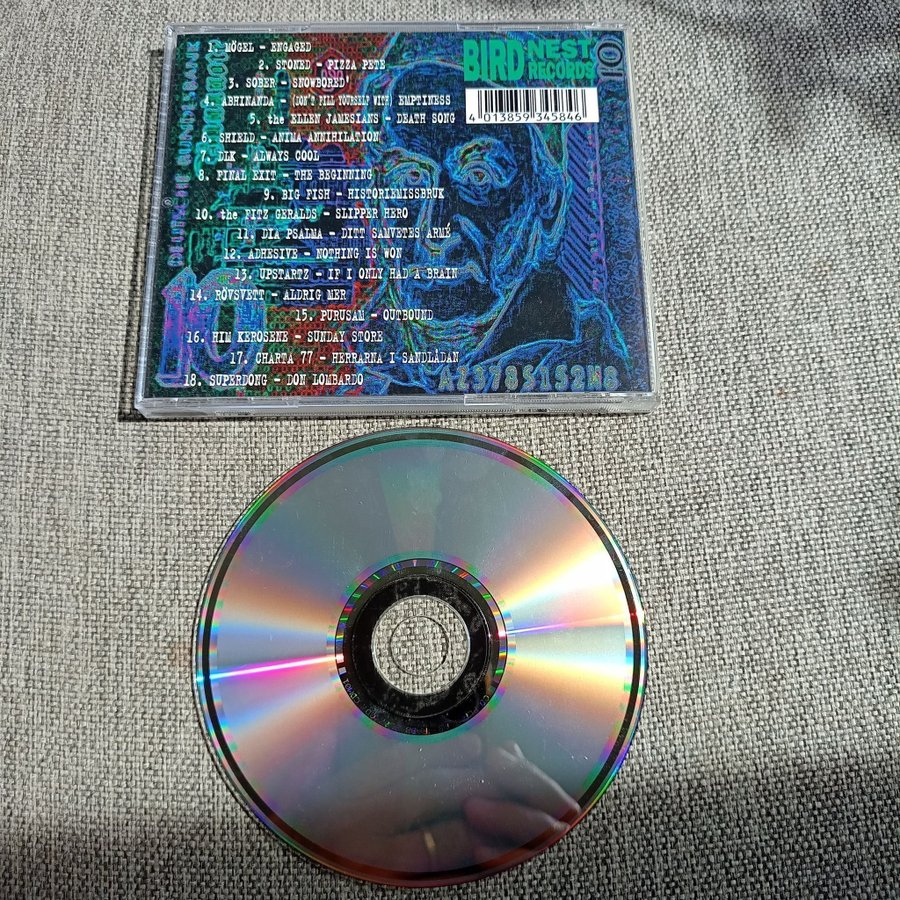 1. MÖGEL - ENGAGED
2. STONED - PIZZA PETE
3. SOBER - SNOWBORED
4. ABHINANDA - (DON'T FILL YOURSELF WITH) EMPTINESS
5. the ELLEN JAMESIANS - DEATH SONG
6. SHIELD - ANIMA ANNIHILATION
7. DLK - ALWAYS COOL
8. FINAL EXIT - THE BEGINNING
9. BIG FISH - HISTORIEMISSBRUK
10. the FITZ GERALDS - SLIPPER HERO
11. DIA PSALMA - DITT SAMVETES ARMÉ
12. ADHESIVE - NOTHING IS WON
13. UPSTARTZ - IF I ONLY HAD A BRAIN
14. RÖVSVETT - ALDRIG MER
15. PURUSAM - OUTBOUND
16. HIM KEROSENE - SUNDAY STORE
17. CHARTA 77 - HERRARNA I SANDLÅDAN
18. SUPERDONG - DON LOMBARDO
BIRD NEST
RECORDS
4 013859 345846
10
DEUTSCHE BUNDESBANK
10
AZ3785152W8